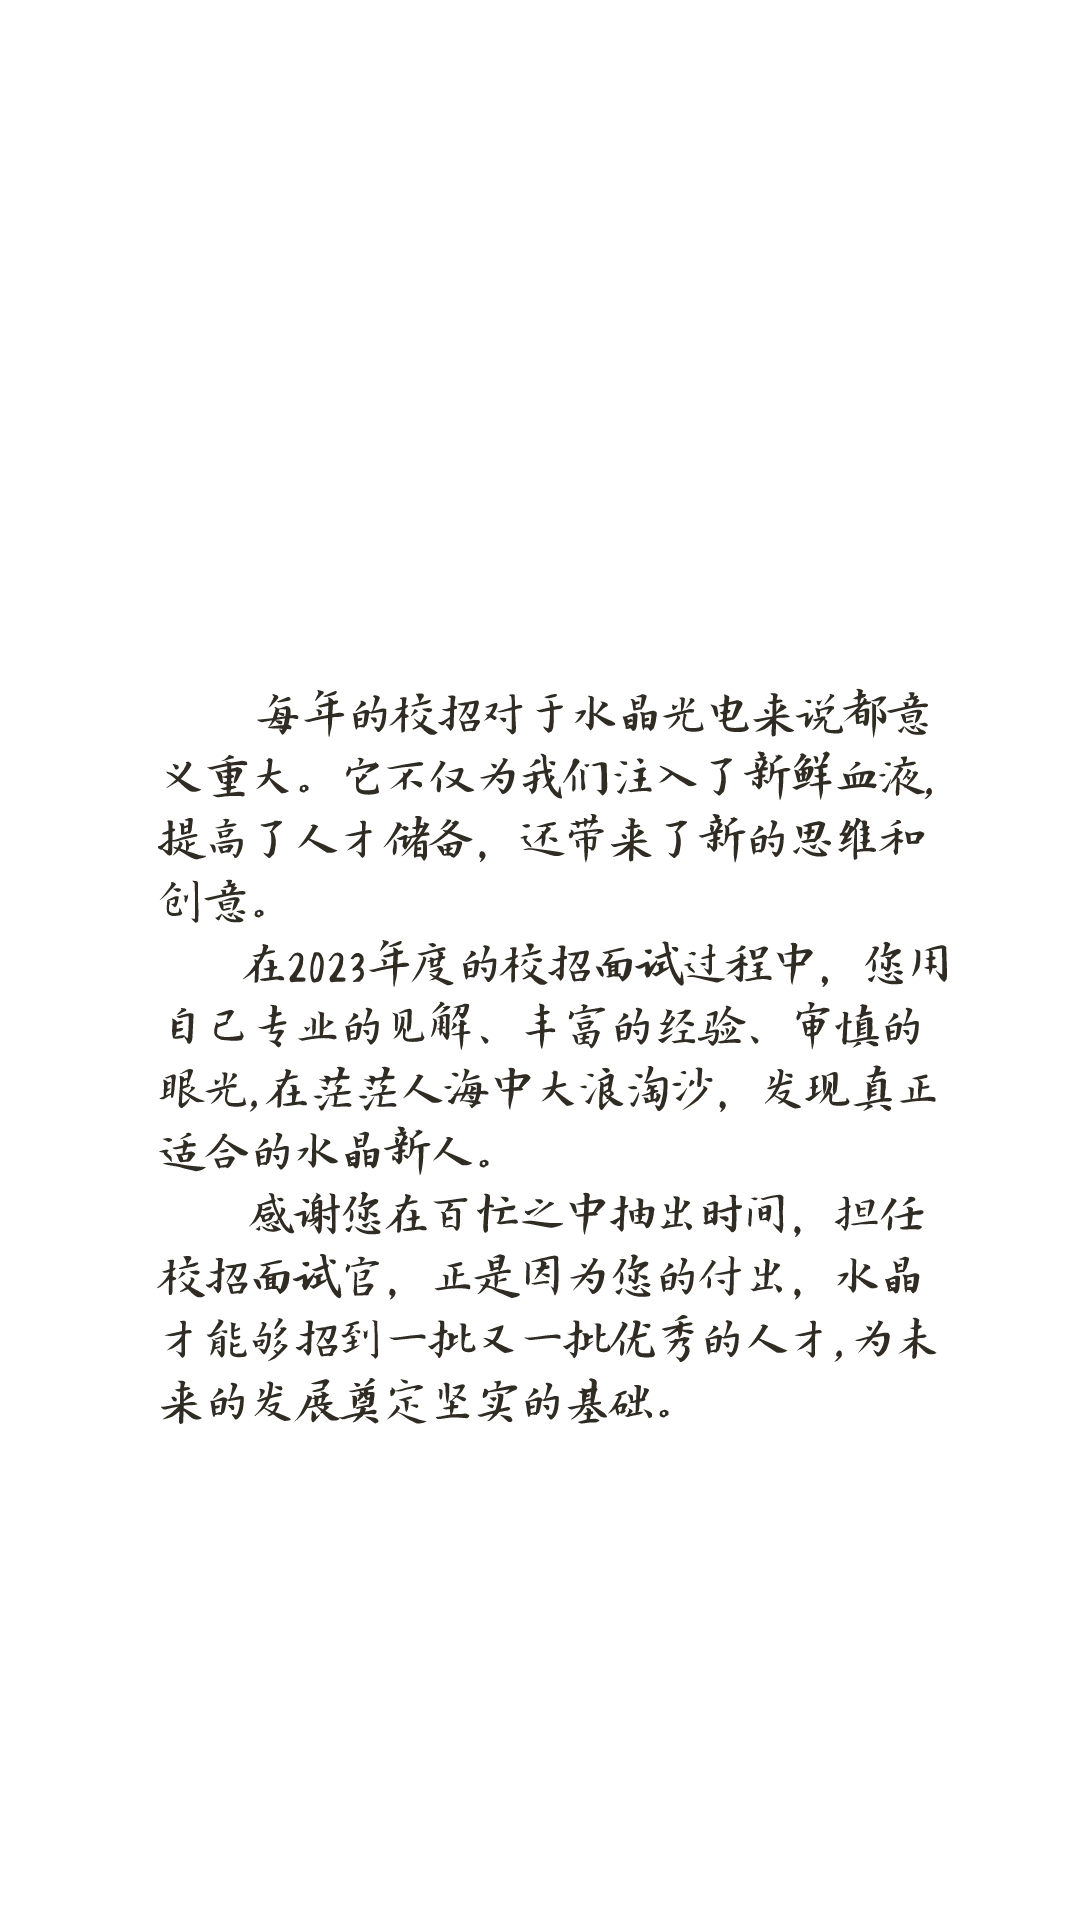 每年的校招对于水晶光电来说都意
义重大。它不仅为我们注入了新鲜血液,
提高了人才储备，还带来了新的思维和
创意。
在2023年度的校招面试过程中，您用
自己专业的见解、丰富的经验、审慎的
眼光,在茫茫人海中大浪淘沙，发现真正
适合的水晶新人。
感谢您在百忙之中抽出时间，担任
校招面试官，正是因为您的付出，水晶
才能够招到一批又一批优秀的人才,为未
来的发展奠定坚实的基础。